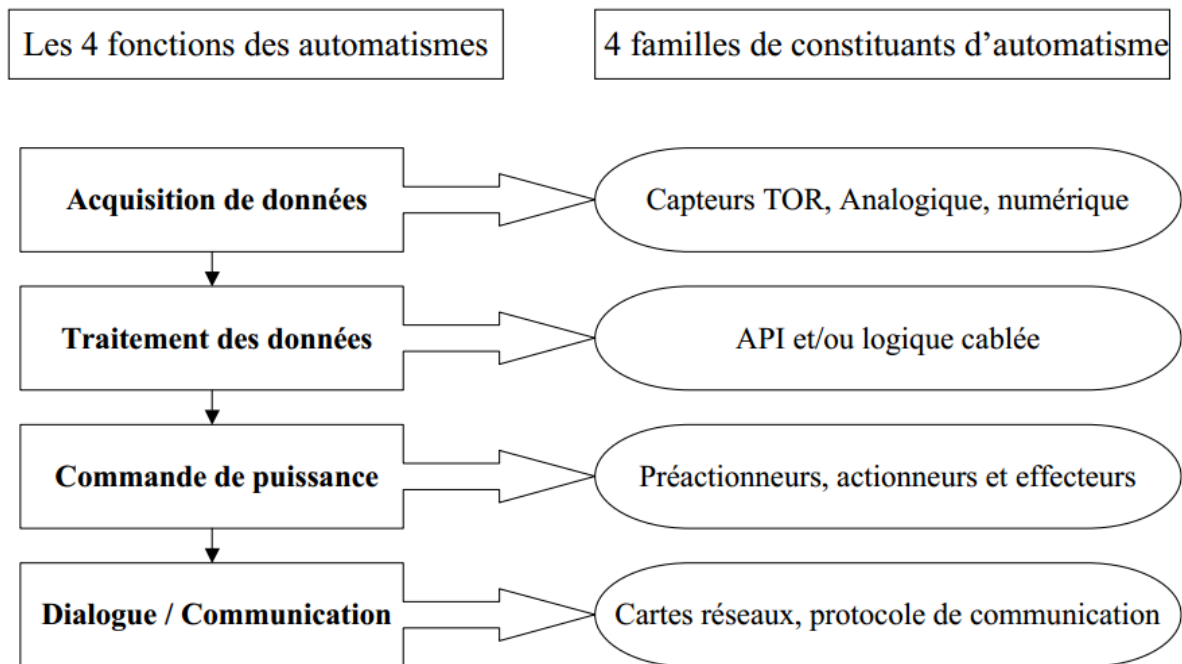 Les 4 fonctions des automatismes
4 familles de constituants d’automatisme
Acquisition de données
Capteurs TOR, Analogique, numérique
Traitement des données
API et/ou logique cablée
Commande de puissance
Préactionneurs, actionneurs et effecteurs
Dialogue / Communication
Cartes réseaux, protocole de communication